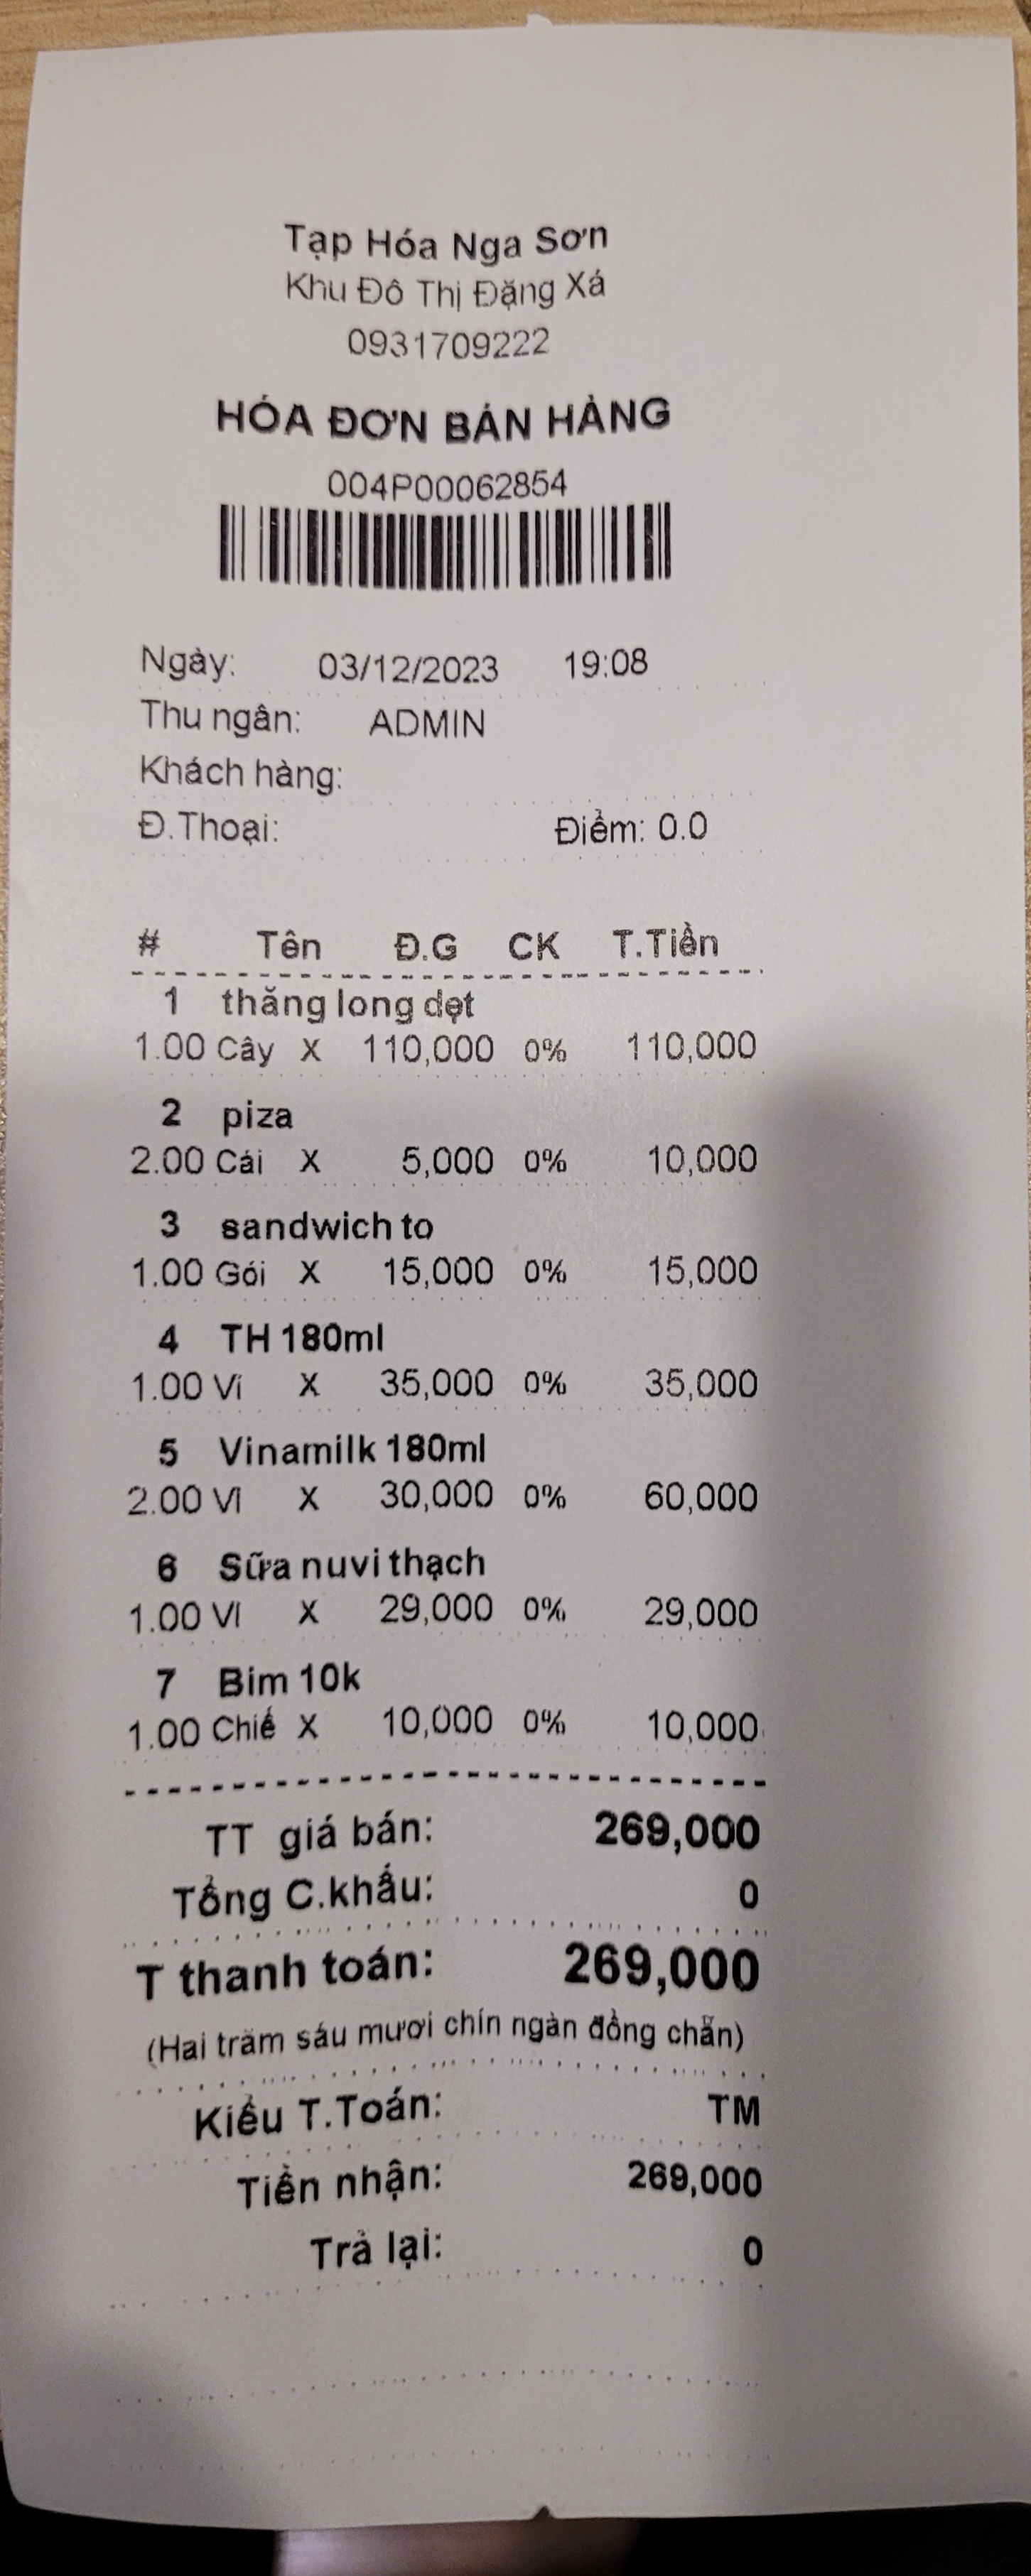 Tạp Hóa Nga Sơn
Khu Đô Thị Đặng Xá
0931709222
HÓA ĐƠN BÁN HÀNG
004P00062854
Ngày: 03/12/2023 19:08
Thu ngân: ADMIN
Khách hàng:
Đ.Thoại: Điểm: 0.0
# Tên Đ.G CK T.Tiền
1 thăng long dẹt
1.00 Cây X 110,000 0% 110,000
2 piza
2.00 Cái X 5,000 0% 10,000
3 sandwich to
1.00 Gói X 15,000 0% 15,000
4 TH 180ml
1.00 Vỉ X 35,000 0% 35,000
5 Vinamilk 180ml
2.00 Vỉ X 30,000 0% 60,000
6 Sữa nuvi thạch
1.00 Vỉ X 29,000 0% 29,000
7 Bim 10k
1.00 Chiế X 10,000 0% 10,000
TT giá bán: 269,000
Tổng C.khấu: 0
T thanh toán: 269,000
(Hai trăm sáu mươi chín ngàn đồng chẵn)
Kiểu T.Toán: TM
Tiền nhận: 269,000
Trả lại: 0